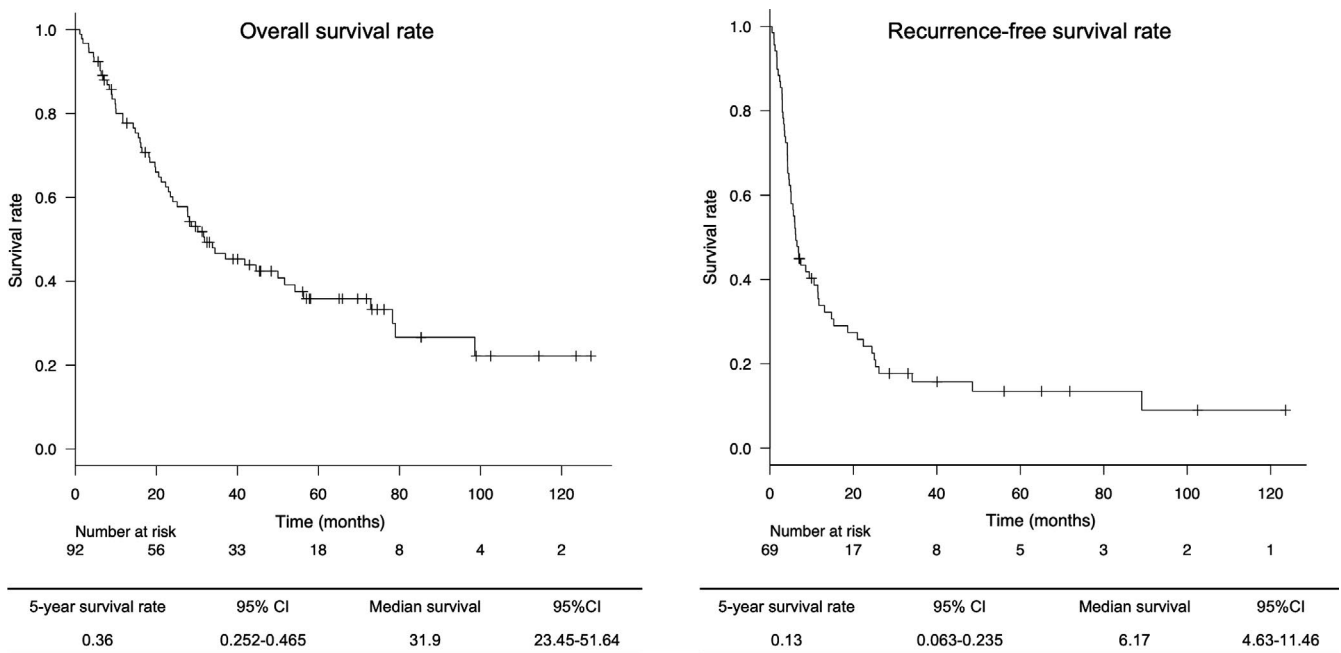 Overall survival rate
1.0
0.8
0.6
0.4
0.2
0.0
Survival rate
0 20 40 60 80 100 120
Time (months)
Number at risk
92 56 33 18 8 4 2
5-year survival rate 95% CI Median survival 95%CI
0.36 0.252-0.465 31.9 23.45-51.64
Recurrence-free survival rate
1.0
0.8
0.6
0.4
0.2
0.0
Survival rate
0 20 40 60 80 100 120
Time (months)
Number at risk
69 17 8 5 3 2 1
5-year survival rate 95% CI Median survival 95%CI
0.13 0.063-0.235 6.17 4.63-11.46